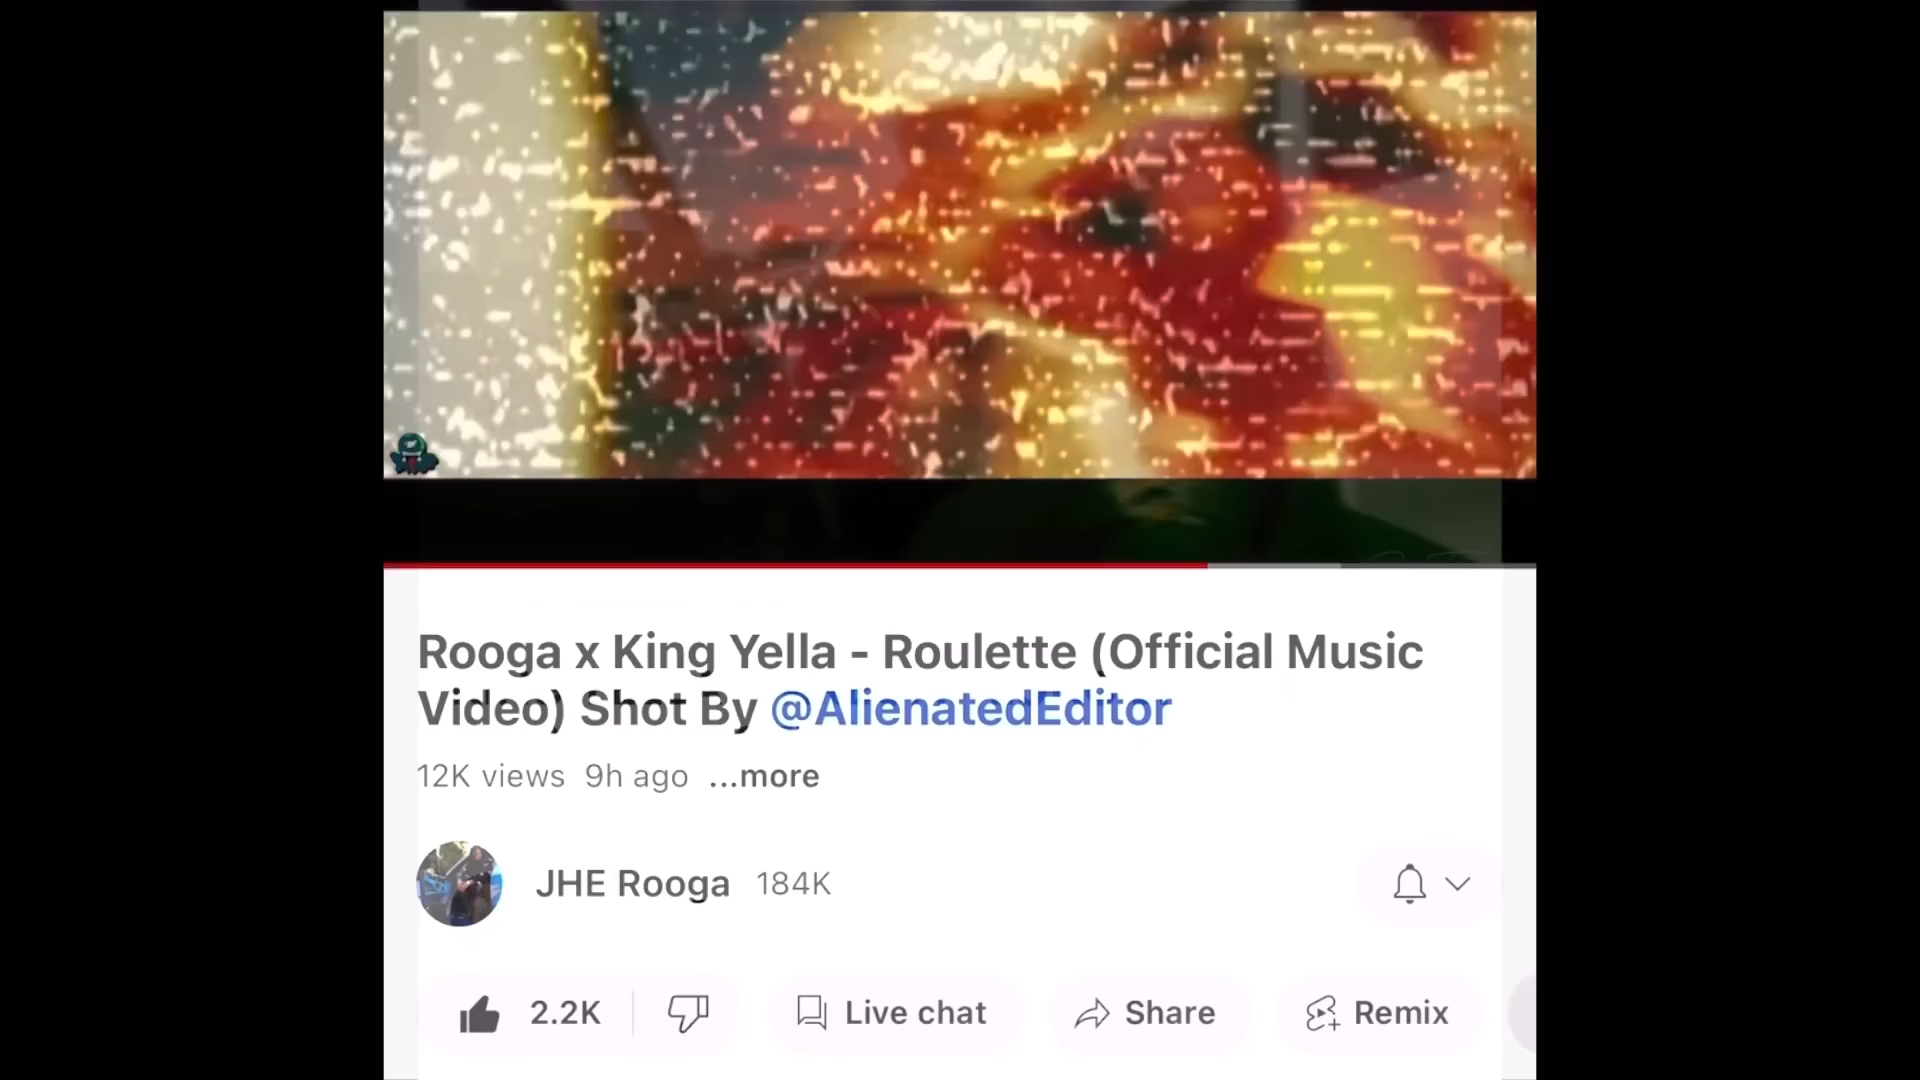 Rooga x King Yella - Roulette (Official Music
Video) Shot By @AlienatedEditor
12K views 9h ago ...more
JHE Rooga 184K
2.2K Live chat Share Remix